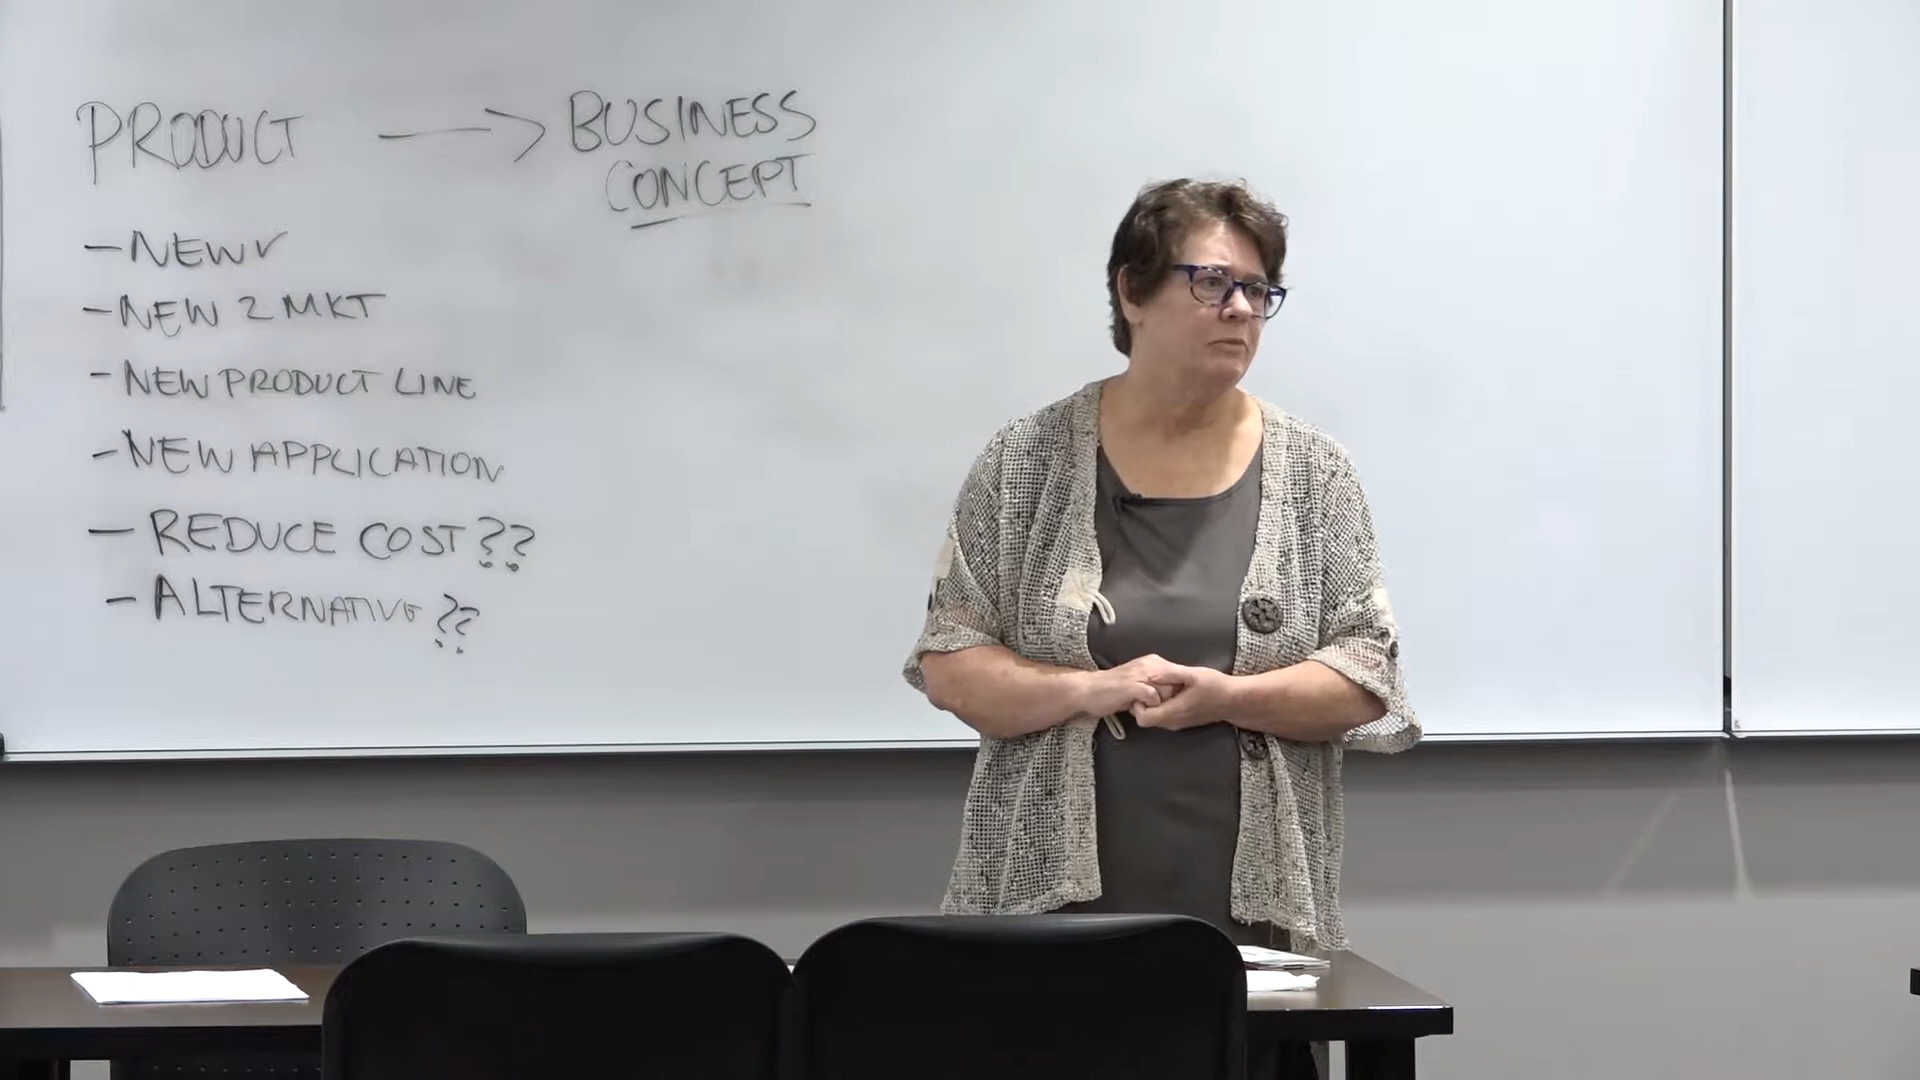 PRODUCT → BUSINESS
CONCEPT
- NEW ✓
- NEW 2 MKT
- NEW PRODUCT LINE
- NEW APPLICATION
- REDUCE COST ??
- ALTERNATIVE ??